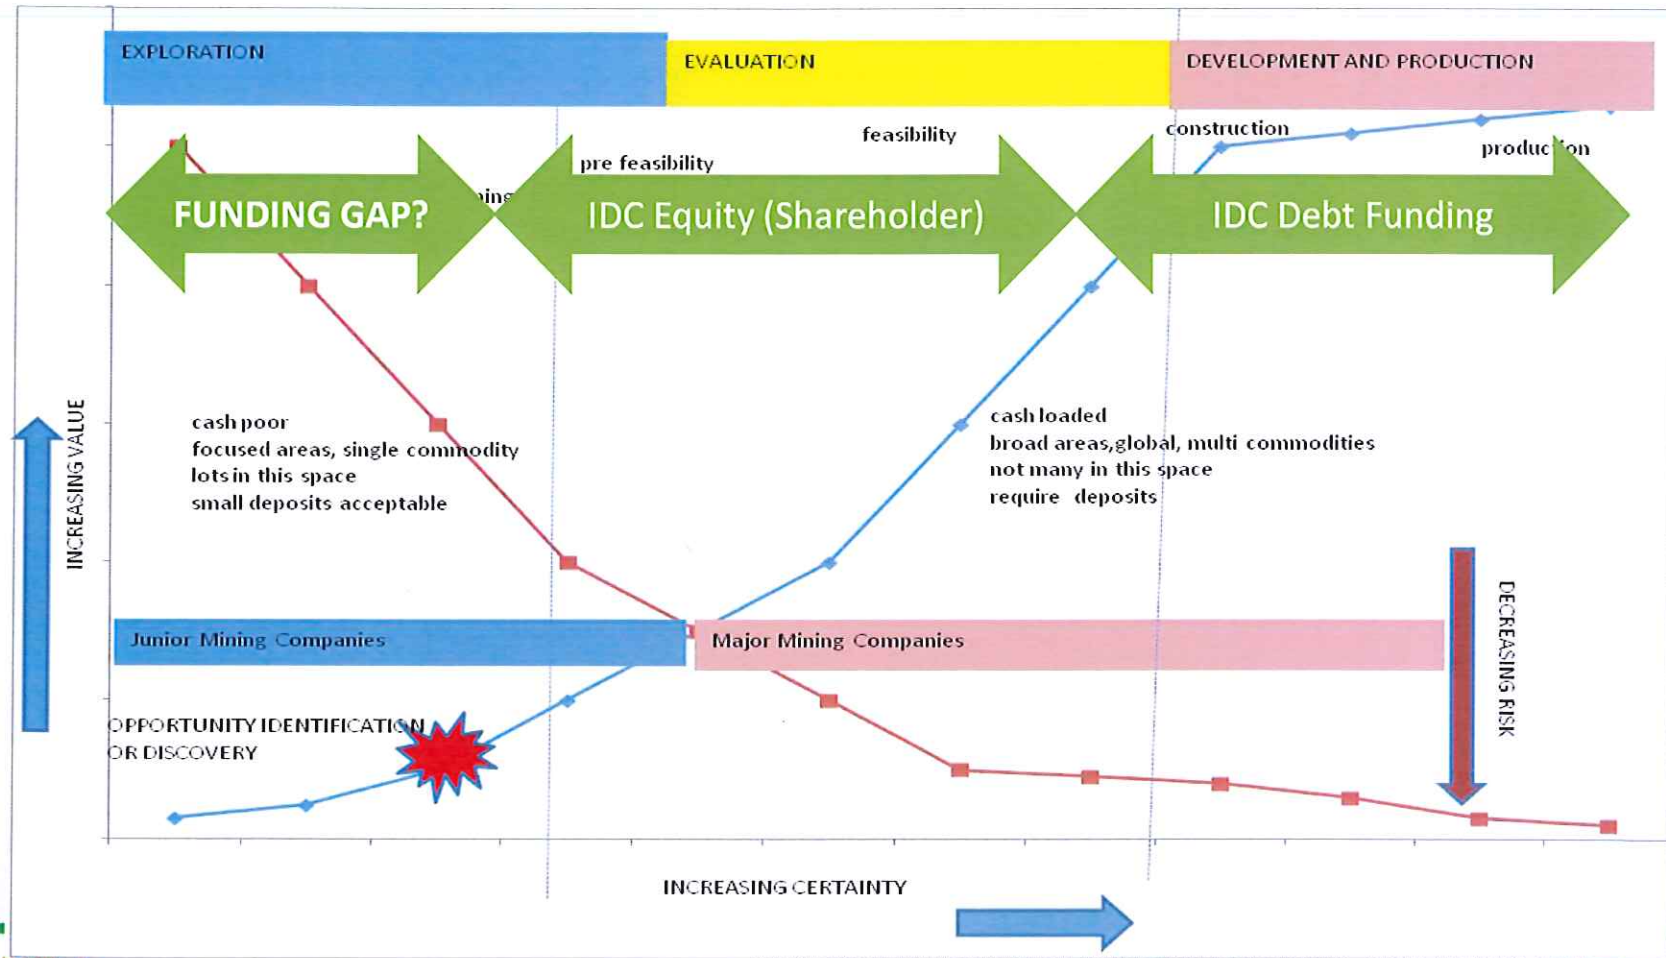 EXPLORATION
EVALUATION
DEVELOPMENT AND PRODUCTION
feasibility
construction
pre feasibility
production
FUNDING GAP?
IDC Equity (Shareholder)
IDC Debt Funding
cash poor
focused areas, single commodity
lots in this space
small deposits acceptable
cash loaded
broad areas,global, multi commodities
not many in this space
require deposits
INCREASING VALUE
DECREASING RISK
Junior Mining Companies
Major Mining Companies
OPPORTUNITY IDENTIFICATION
OR DISCOVERY
INCREASING CERTAINTY